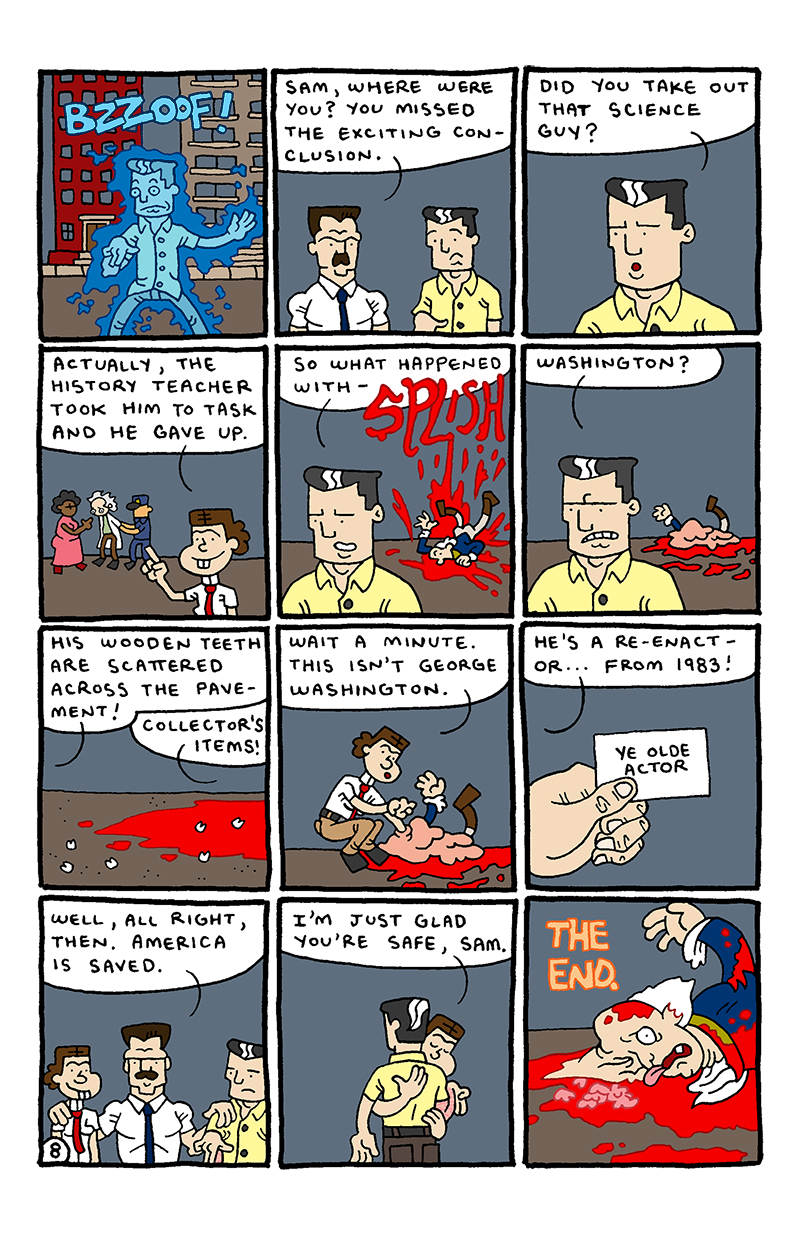 BZZOOF!
SAM, WHERE WERE
YOU? YOU MISSED
THE EXCITING CON-
CLUSION.
DID YOU TAKE OUT
THAT SCIENCE
GUY?
ACTUALLY, THE
HISTORY TEACHER
TOOK HIM TO TASK
AND HE GAVE UP.
SO WHAT HAPPENED
WITH-
SPLISH
WASHINGTON?
HIS WOODEN TEETH
ARE SCATTERED
ACROSS THE PAVE-
MENT!
COLLECTOR'S
ITEMS!
WAIT A MINUTE.
THIS ISN'T GEORGE
WASHINGTON.
HE'S A RE-ENACT-
OR... FROM 1983!
YE OLDE
ACTOR
WELL, ALL RIGHT,
THEN. AMERICA
IS SAVED.
8
I'M JUST GLAD
YOU'RE SAFE, SAM.
THE
END.